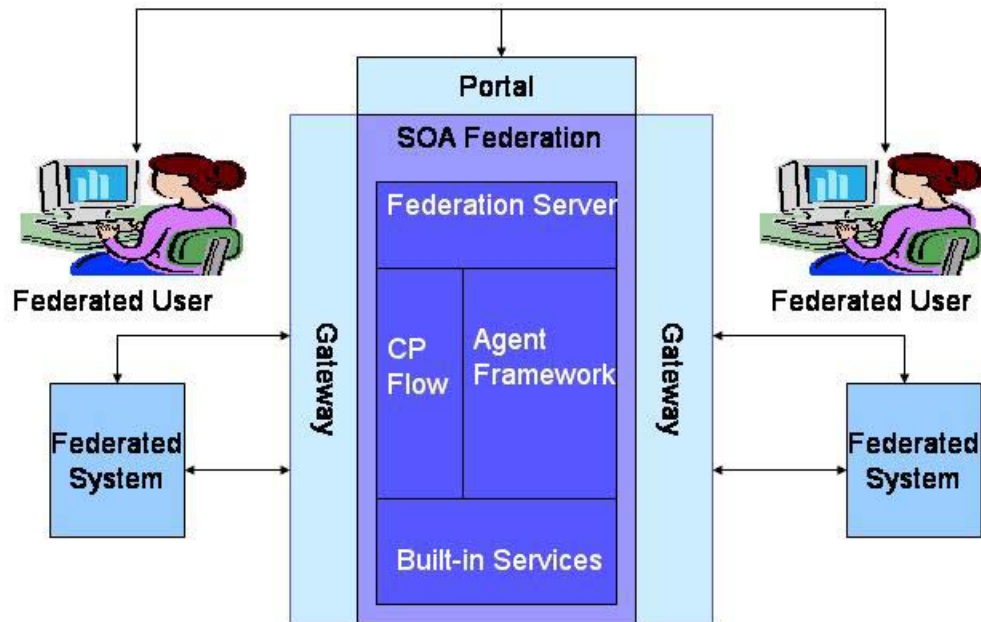 Portal
SOA Federation
Federation Server
CP
Flow
Agent
Framework
Built-in Services
Gateway
Gateway
Federated User
Federated User
Federated
System
Federated
System